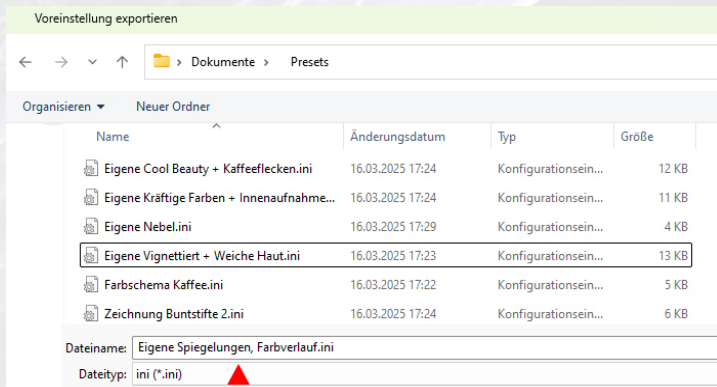 Voreinstellung exportieren
Dokumente Presets
Organisieren Neuer Ordner
Name Änderungsdatum Typ Größe
Eigene Cool Beauty + Kaffeeflecken.ini 16.03.2025 17:24 Konfigurationsein... 12 KB
Eigene Kräftige Farben + Innenaufnahme... 16.03.2025 17:24 Konfigurationsein... 11 KB
Eigene Nebel.ini 16.03.2025 17:29 Konfigurationsein... 4 KB
Eigene Vignettiert + Weiche Haut.ini 16.03.2025 17:23 Konfigurationsein... 13 KB
Farbschema Kaffee.ini 16.03.2025 17:22 Konfigurationsein... 5 KB
Zeichnung Buntstifte 2.ini 16.03.2025 17:24 Konfigurationsein... 6 KB
Dateiname: Eigene Spiegelungen, Farbverlauf.ini
Dateityp: ini (*.ini)